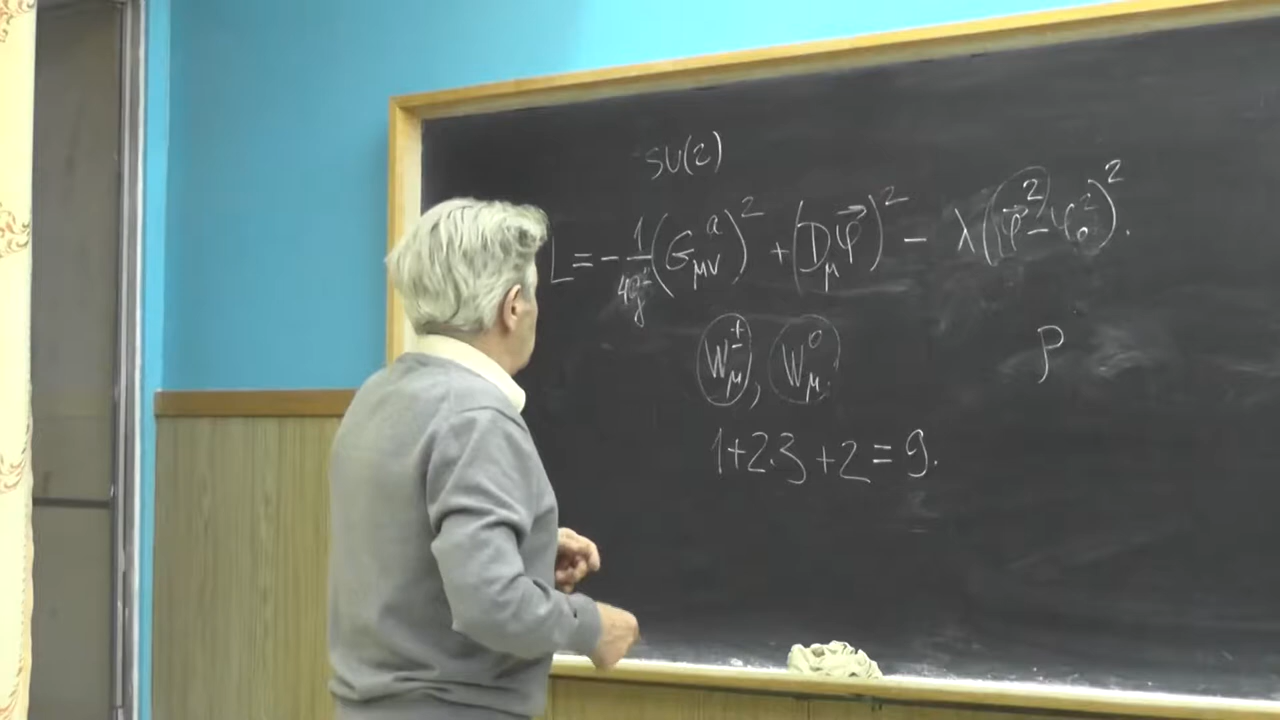 SU(2)
L = - 1/4g² (G^a_μν)² + (D_μ φ⃗)² - λ(φ⃗² - φ₀²)².
W^±_μ, W^0_μ.
ρ
1+2·3+2=9.